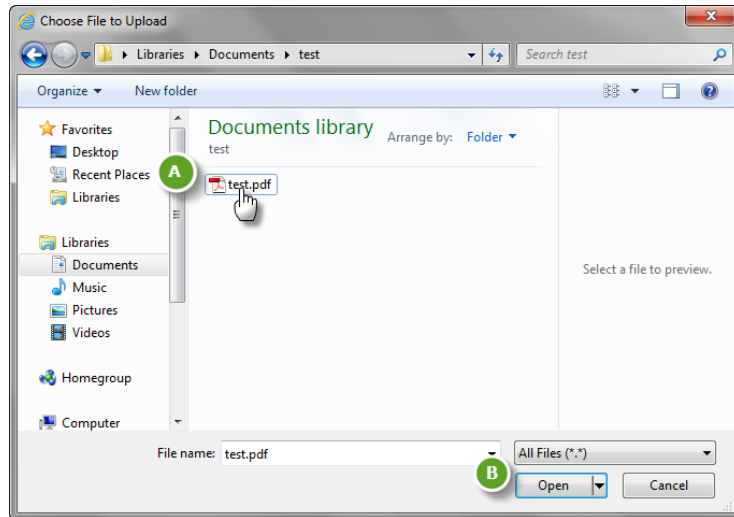 Choose File to Upload
Libraries Documents test
Search test
Organize New folder
Favorites
Desktop
Recent Places
Libraries
Libraries
Documents
Music
Pictures
Videos
Homegroup
Computer
Documents library
test
Arrange by: Folder
A
test.pdf
Select a file to preview.
File name: test.pdf
All Files (*.*)
B
Open Cancel